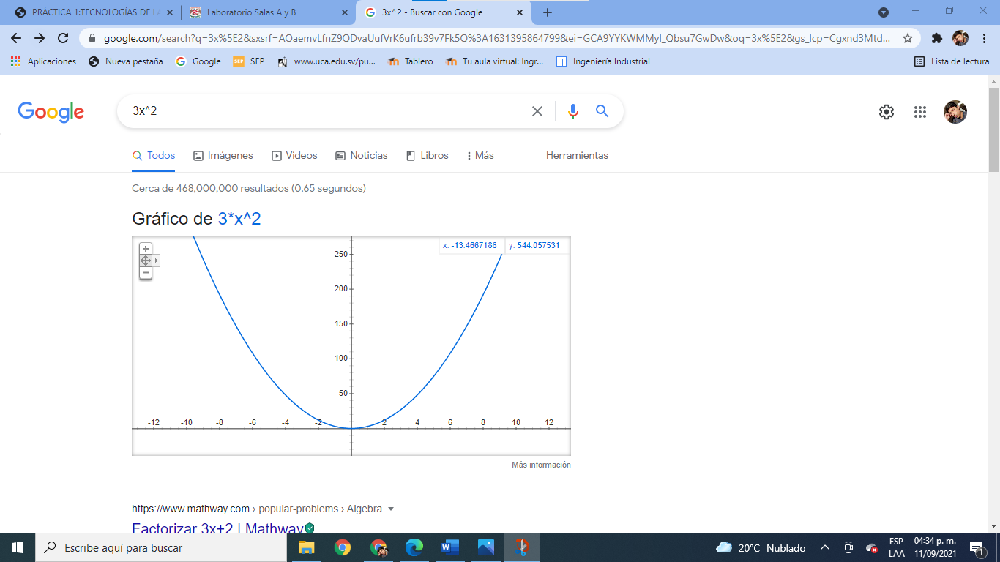 PRÁCTICA 1:TECNOLOGÍAS DE LA
Laboratorio Salas A y B
3x^2 - Buscar con Google
google.com/search?q=3x%5E2&sxsrf=AOaemvLfnZ9QDvaUufVrK6ufrb39v7Fk5Q%3A1631395864799&ei=GCA9YYKWMMyl_Qbsu7GwDw&oq=3x%5E2&gs_lcp=Cgxnd3Mtd...
Aplicaciones
Nueva pestaña
Google
SEP
SEP
www.uca.edu.sv/pu...
Tablero
Tu aula virtual: Ingr...
Ingeniería Industrial
Lista de lectura
Google
3x^2
Todos
Imágenes
Videos
Noticias
Libros
Más
Herramientas
Cerca de 468,000,000 resultados (0.65 segundos)
Gráfico de 3*x^2
x: -13.4667186
y: 544.057531
250
200
150
100
50
-12 -10 -8 -6 -4 -2 2 4 6 8 10 12
Más información
https://www.mathway.com › popular-problems › Algebra
Factorizar 3x+2 | Mathway
Escribe aquí para buscar
20°C Nublado
ESP
LAA
04:34 p. m.
11/09/2021
1